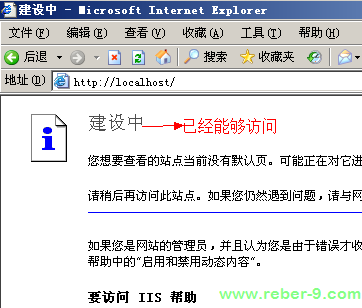 建设中 - Microsoft Internet Explorer
文件(F) 编辑(E) 查看(V) 收藏(A) 工具(T) 帮助(H)
后退 搜索 收藏夹
地址(D) http://localhost/
建设中 已经能够访问
您想要查看的站点当前没有默认页。可能正在对它进
请稍后再访问此站点。如果您仍然遇到问题，请与网
如果您是网站的管理员，并且认为您是由于错误才收
帮助中的"启用和禁用动态内容"。
要访问 IIS 帮助
www.reber-9.com